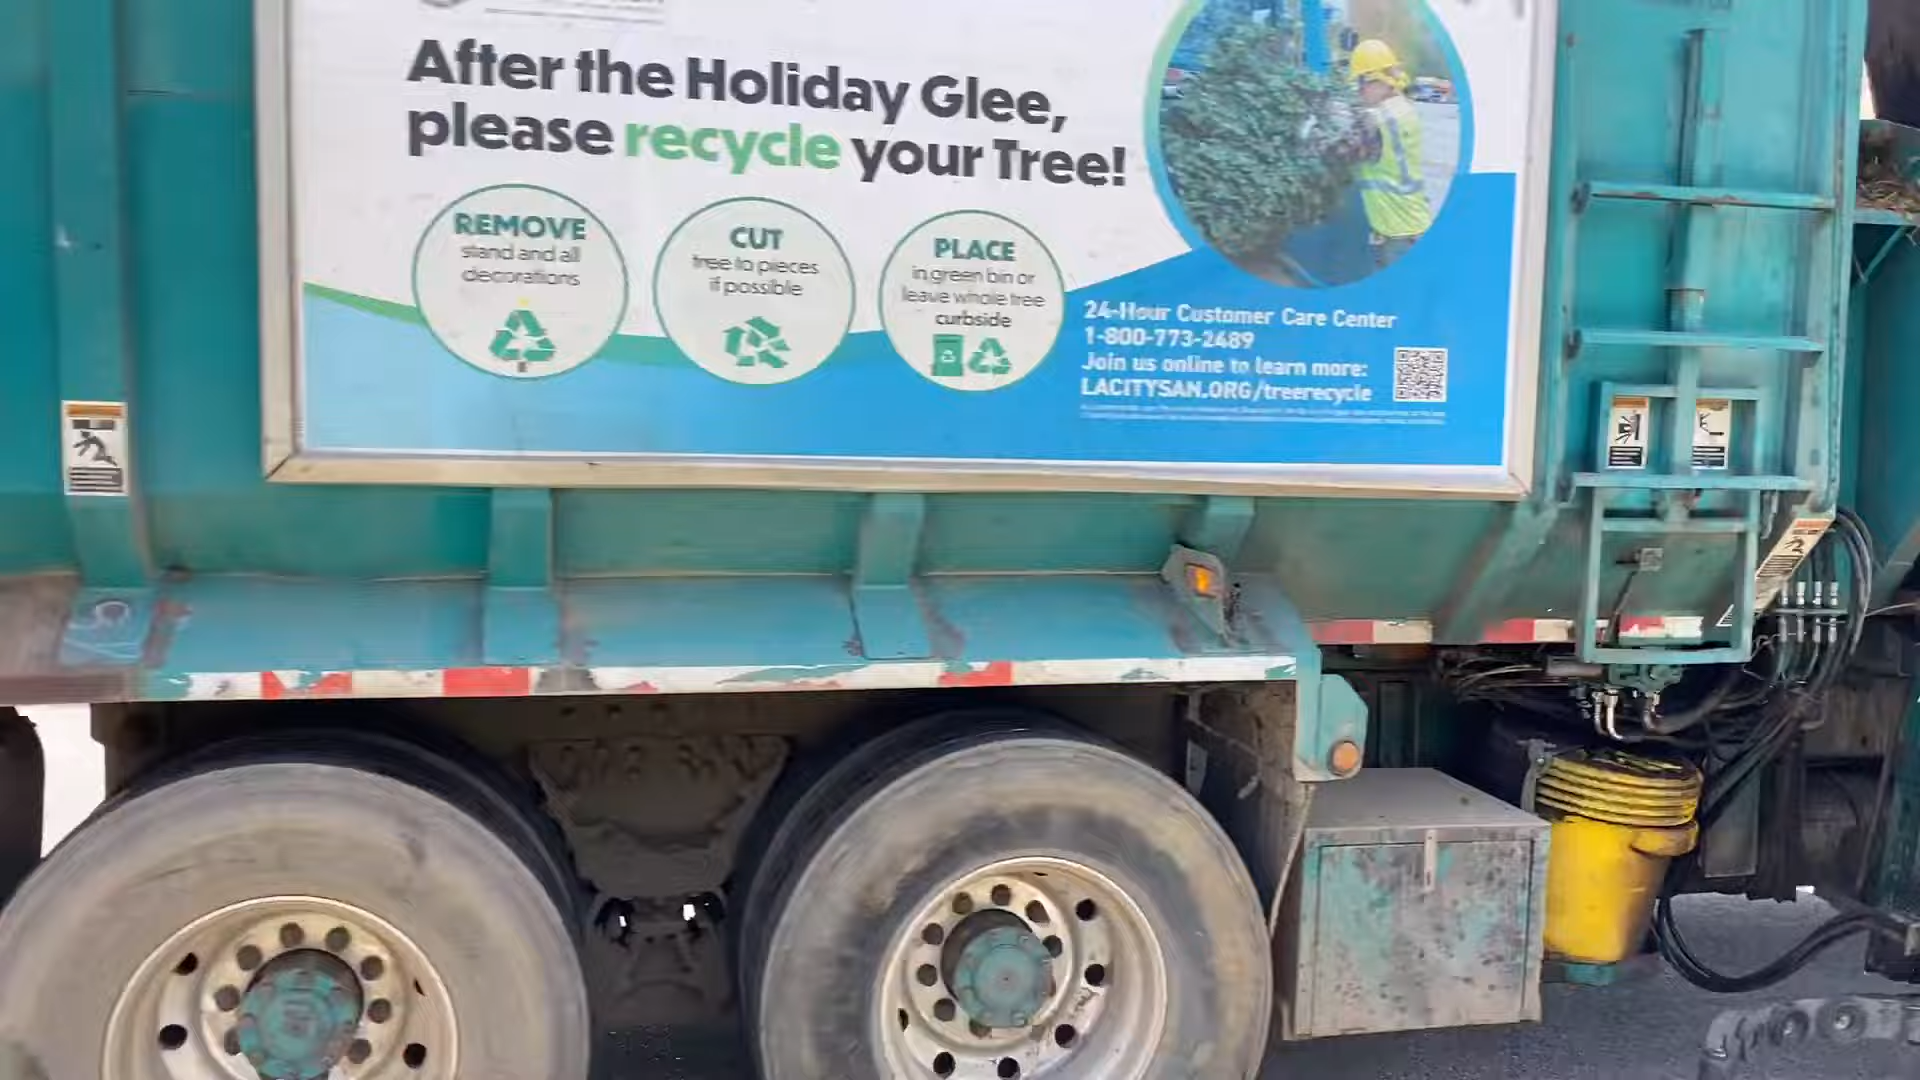 After the Holiday Glee,
please recycle your Tree!
REMOVE
stand and all
decorations
CUT
tree to pieces
if possible
PLACE
in green bin or
leave whole tree
curbside
24-Hour Customer Care Center
1-800-773-2489
Join us online to learn more:
LACITYSAN.ORG/treerecycle